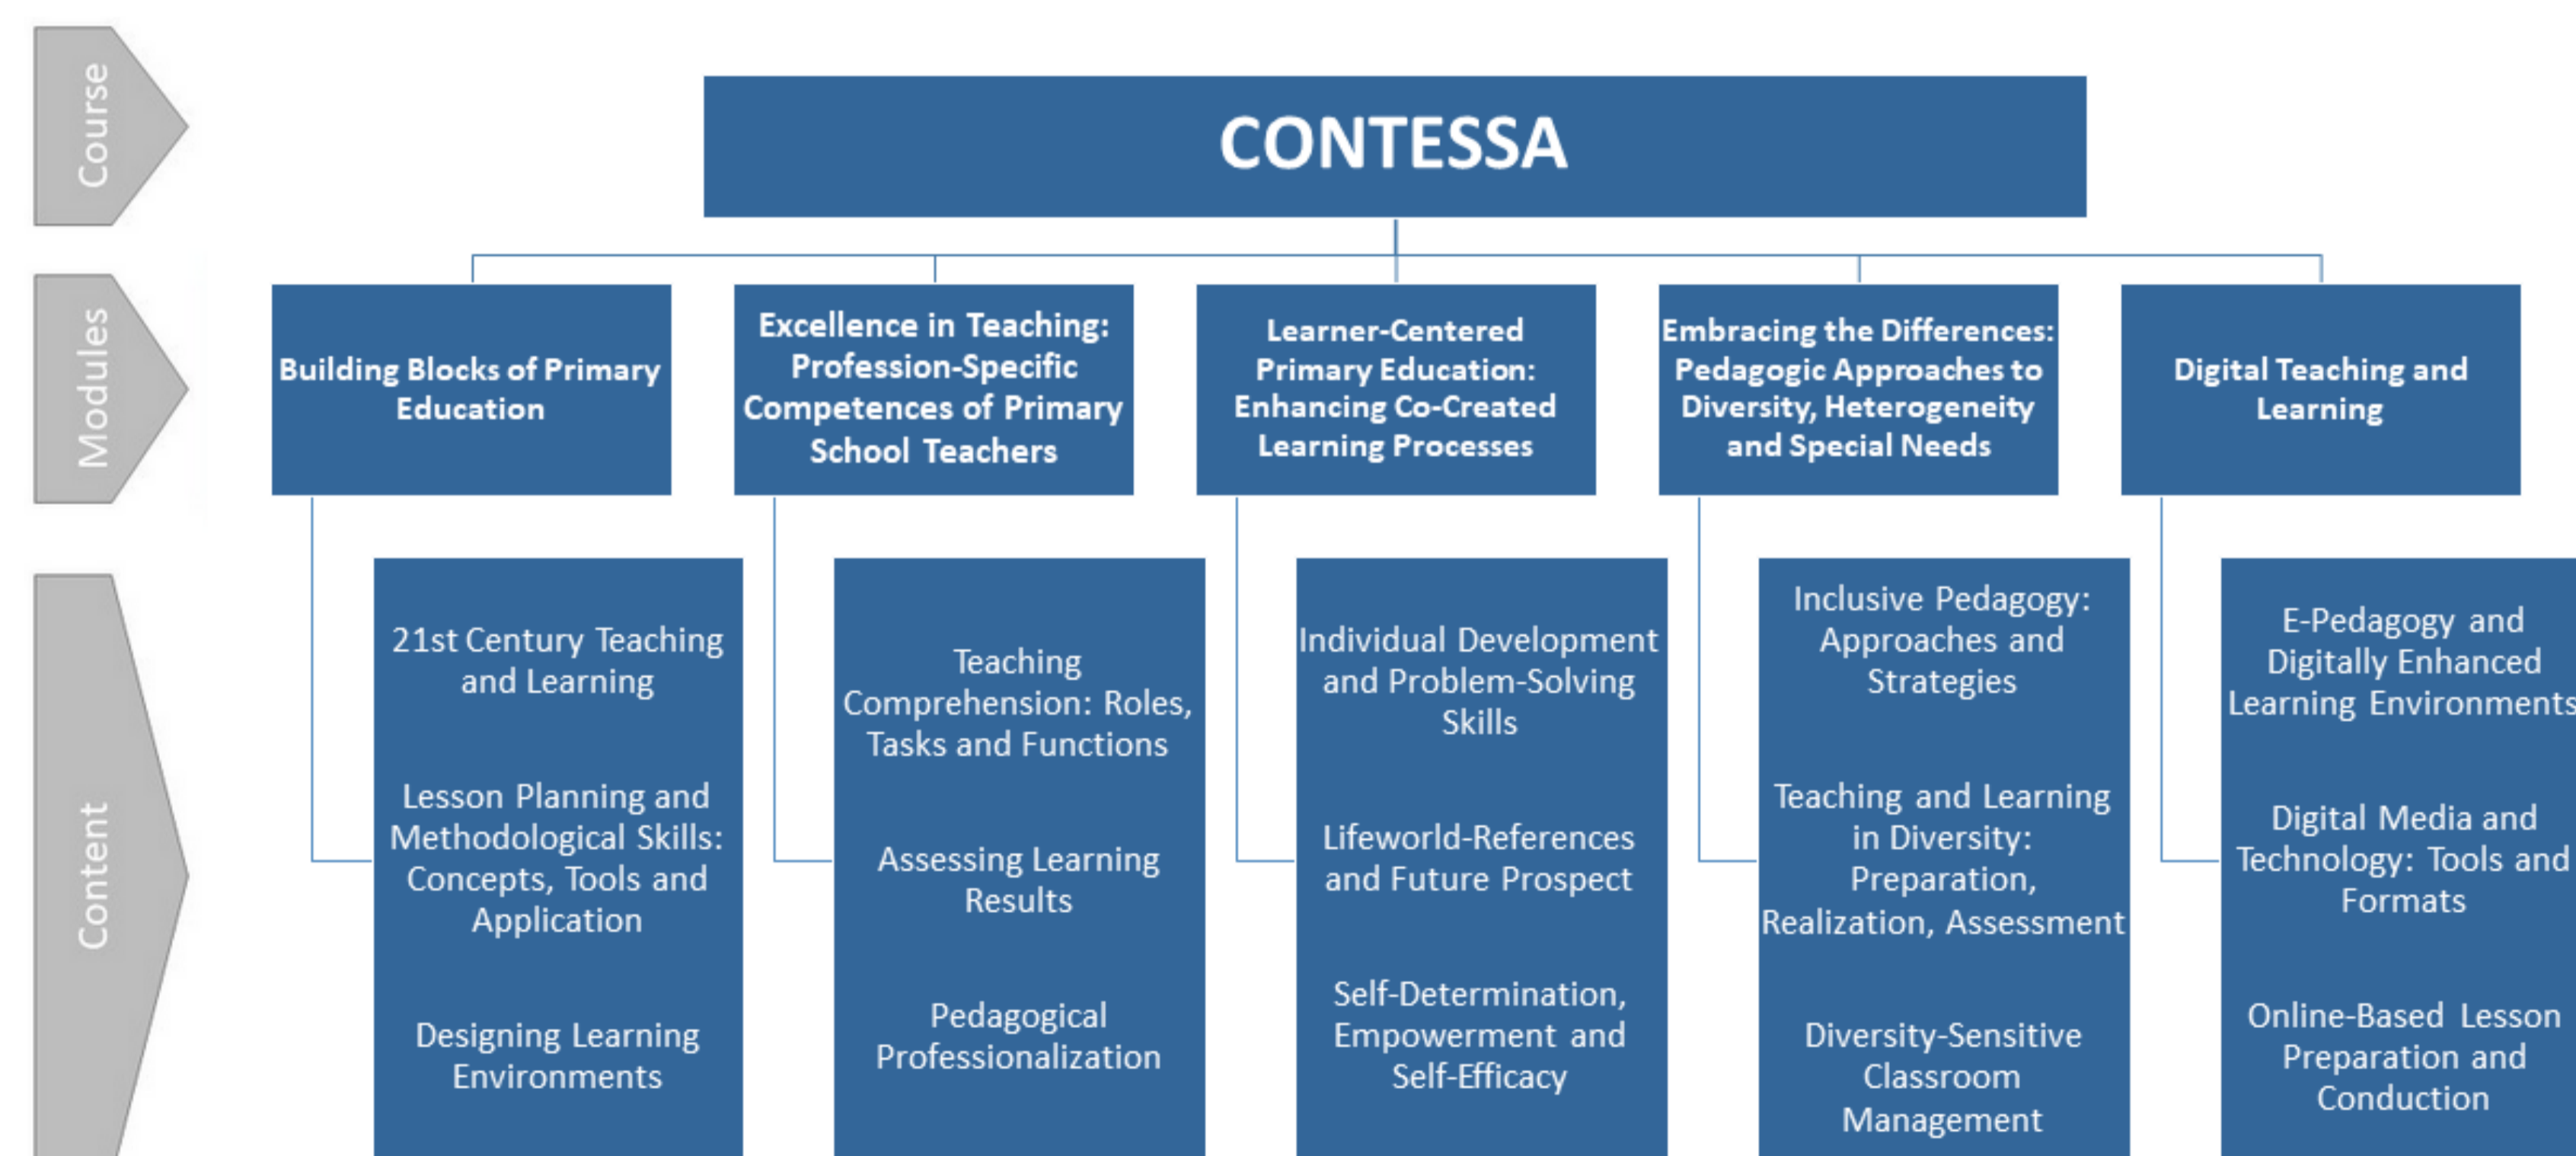 Course
CONTESSA
Modules
Building Blocks of Primary
Education
Excellence in Teaching:
Profession-Specific
Competences of Primary
School Teachers
Learner-Centered
Primary Education:
Enhancing Co-Created
Learning Processes
Embracing the Differences:
Pedagogic Approaches to
Diversity, Heterogeneity
and Special Needs
Digital Teaching and
Learning
Content
21st Century Teaching
and Learning
Lesson Planning and
Methodological Skills:
Concepts, Tools and
Application
Designing Learning
Environments
Teaching
Comprehension: Roles,
Tasks and Functions
Assessing Learning
Results
Pedagogical
Professionalization
Individual Development
and Problem-Solving
Skills
Lifeworld-References
and Future Prospect
Self-Determination,
Empowerment and
Self-Efficacy
Inclusive Pedagogy:
Approaches and
Strategies
Teaching and Learning
in Diversity:
Preparation,
Realization, Assessment
Diversity-Sensitive
Classroom
Management
E-Pedagogy and
Digitally Enhanced
Learning Environments
Digital Media and
Technology: Tools and
Formats
Online-Based Lesson
Preparation and
Conduction